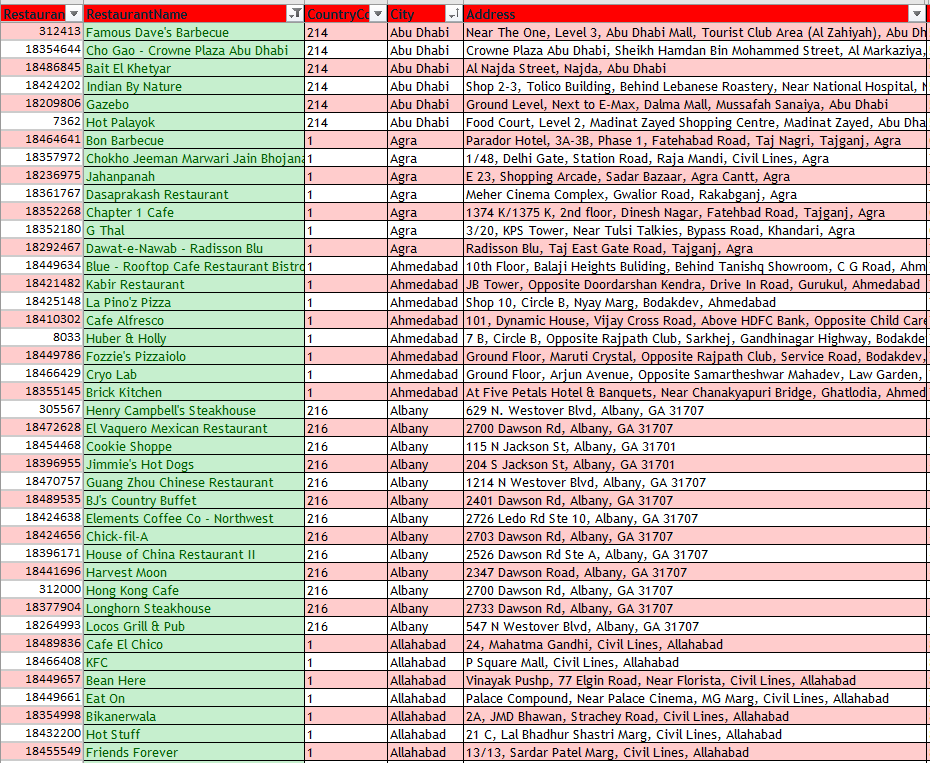 Restauran RestaurantName CountryCo City Address
312413 Famous Dave's Barbecue 214 Abu Dhabi Near The One, Level 3, Abu Dhabi Mall, Tourist Club Area (Al Zahiyah), Abu Dh
18354644 Cho Gao - Crowne Plaza Abu Dhabi 214 Abu Dhabi Crowne Plaza Abu Dhabi, Sheikh Hamdan Bin Mohammed Street, Al Markaziya,
18486845 Bait El Khetyar 214 Abu Dhabi Al Najda Street, Najda, Abu Dhabi
18424202 Indian By Nature 214 Abu Dhabi Shop 2-3, Tolico Building, Behind Lebanese Roastery, Near National Hospital,
18209806 Gazebo 214 Abu Dhabi Ground Level, Next to E-Max, Dalma Mall, Mussafah Sanaiya, Abu Dhabi
7362 Hot Palayok 214 Abu Dhabi Food Court, Level 2, Madinat Zayed Shopping Centre, Madinat Zayed, Abu Dha
18464641 Bon Barbecue 1 Agra Parador Hotel, 3A-3B, Phase 1, Fatehabad Road, Taj Nagri, Tajganj, Agra
18357972 Chokho Jeeman Marwari Jain Bhojana 1 Agra 1/48, Delhi Gate, Station Road, Raja Mandi, Civil Lines, Agra
18236975 Jahanpanah 1 Agra E 23, Shopping Arcade, Sadar Bazaar, Agra Cantt, Agra
18361767 Dasaprakash Restaurant 1 Agra Meher Cinema Complex, Gwalior Road, Rakabganj, Agra
18352268 Chapter 1 Cafe 1 Agra 1374 K/1375 K, 2nd floor, Dinesh Nagar, Fatehbad Road, Tajganj, Agra
18352180 G Thal 1 Agra 3/20, KPS Tower, Near Tulsi Talkies, Bypass Road, Khandari, Agra
18292467 Dawat-e-Nawab - Radisson Blu 1 Agra Radisson Blu, Taj East Gate Road, Tajganj, Agra
18449634 Blue - Rooftop Cafe Restaurant Bistro 1 Ahmedabad 10th Floor, Balaji Heights Buliding, Behind Tanishq Showroom, C G Road, Ahm
18421482 Kabir Restaurant 1 Ahmedabad JB Tower, Opposite Doordarshan Kendra, Drive In Road, Gurukul, Ahmedabad
18425148 La Pino'z Pizza 1 Ahmedabad Shop 10, Circle B, Nyay Marg, Bodakdev, Ahmedabad
18410302 Cafe Alfresco 1 Ahmedabad 101, Dynamic House, Vijay Cross Road, Above HDFC Bank, Opposite Child Care
8033 Huber & Holly 1 Ahmedabad 7 B, Circle B, Opposite Rajpath Club, Sarkhej, Gandhinagar Highway, Bodakde
18449786 Fozzie's Pizzaiolo 1 Ahmedabad Ground Floor, Maruti Crystal, Opposite Rajpath Club, Service Road, Bodakdev,
18466429 Cryo Lab 1 Ahmedabad Ground Floor, Arjun Avenue, Opposite Samartheshwar Mahadev, Law Garden,
18355145 Brick Kitchen 1 Ahmedabad At Five Petals Hotel & Banquets, Near Chanakyapuri Bridge, Ghatlodia, Ahmed
305567 Henry Campbell's Steakhouse 216 Albany 629 N. Westover Blvd, Albany, GA 31707
18472628 El Vaquero Mexican Restaurant 216 Albany 2700 Dawson Rd, Albany, GA 31707
18454468 Cookie Shoppe 216 Albany 115 N Jackson St, Albany, GA 31701
18396955 Jimmie's Hot Dogs 216 Albany 204 S Jackson St, Albany, GA 31701
18470757 Guang Zhou Chinese Restaurant 216 Albany 1214 N Westover Blvd, Albany, GA 31707
18489535 BJ's Country Buffet 216 Albany 2401 Dawson Rd, Albany, GA 31707
18424638 Elements Coffee Co - Northwest 216 Albany 2726 Ledo Rd Ste 10, Albany, GA 31707
18424656 Chick-fil-A 216 Albany 2703 Dawson Rd, Albany, GA 31707
18396171 House of China Restaurant II 216 Albany 2526 Dawson Rd Ste A, Albany, GA 31707
18441696 Harvest Moon 216 Albany 2347 Dawson Road, Albany, GA 31707
312000 Hong Kong Cafe 216 Albany 2700 Dawson Rd, Albany, GA 31707
18377904 Longhorn Steakhouse 216 Albany 2733 Dawson Rd, Albany, GA 31707
18264993 Locos Grill & Pub 216 Albany 547 N Westover Blvd, Albany, GA 31707
18489836 Cafe El Chico 1 Allahabad 24, Mahatma Gandhi, Civil Lines, Allahabad
18466408 KFC 1 Allahabad P Square Mall, Civil Lines, Allahabad
18449657 Bean Here 1 Allahabad Vinayak Pushp, 77 Elgin Road, Near Florista, Civil Lines, Allahabad
18449661 Eat On 1 Allahabad Palace Compound, Near Palace Cinema, MG Marg, Civil Lines, Allahabad
18354998 Bikanerwala 1 Allahabad 2A, JMD Bhawan, Strachey Road, Civil Lines, Allahabad
18432200 Hot Stuff 1 Allahabad 21 C, Lal Bhadhur Shastri Marg, Civil Lines, Allahabad
18455549 Friends Forever 1 Allahabad 13/13, Sardar Patel Marg, Civil Lines, Allahabad